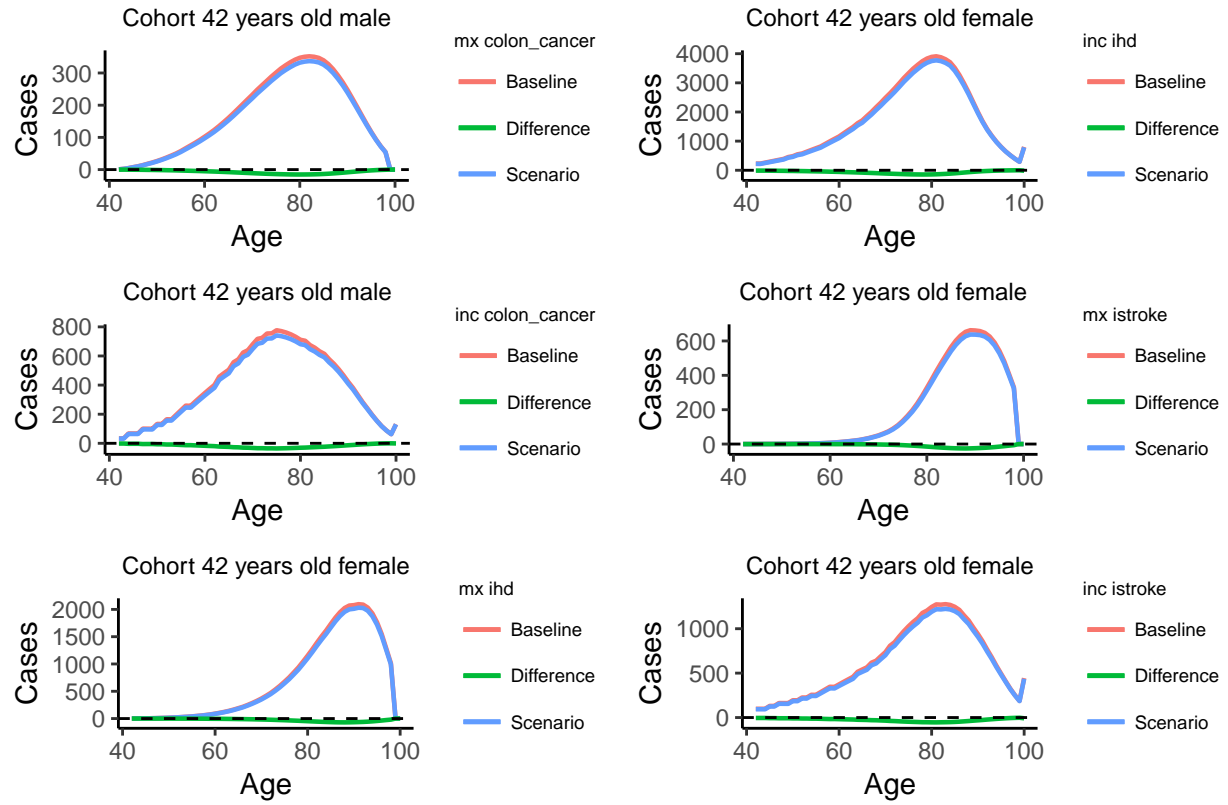 Cohort 42 years old male
mx colon_cancer
Cases
300
200
100
0
40 60 80 100
Age
Baseline
Difference
Scenario
Cohort 42 years old female
inc ihd
Cases
4000
3000
2000
1000
0
40 60 80 100
Age
Baseline
Difference
Scenario
Cohort 42 years old male
inc colon_cancer
Cases
800
600
400
200
0
40 60 80 100
Age
Baseline
Difference
Scenario
Cohort 42 years old female
mx istroke
Cases
600
400
200
0
40 60 80 100
Age
Baseline
Difference
Scenario
Cohort 42 years old female
mx ihd
Cases
2000
1500
1000
500
0
40 60 80 100
Age
Baseline
Difference
Scenario
Cohort 42 years old female
inc istroke
Cases
1000
500
0
40 60 80 100
Age
Baseline
Difference
Scenario